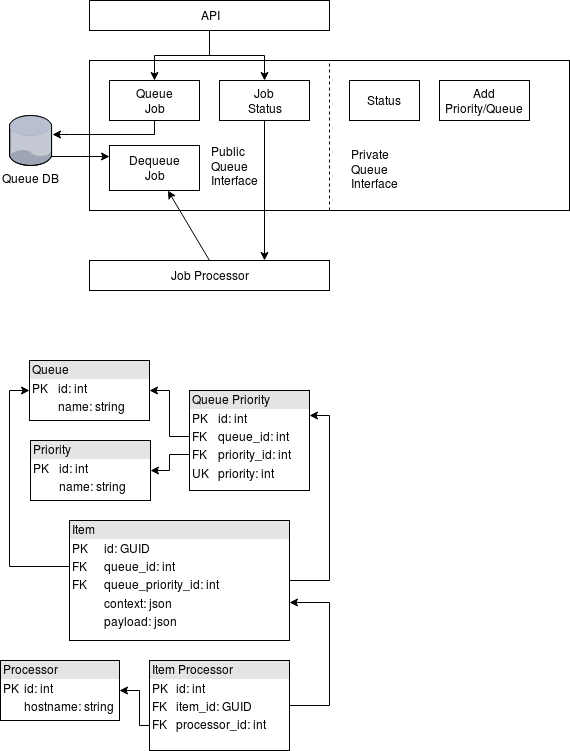 API
Queue
Job
Job
Status
Status
Add
Priority/Queue
Queue DB
Dequeue
Job
Public
Queue
Interface
Private
Queue
Interface
Job Processor
Queue
PK id: int
name: string
Queue Priority
PK id: int
FK queue_id: int
FK priority_id: int
UK priority: int
Priority
PK id: int
name: string
Item
PK id: GUID
FK queue_id: int
FK queue_priority_id: int
context: json
payload: json
Processor
PK id: int
hostname: string
Item Processor
PK id: int
FK item_id: GUID
FK processor_id: int